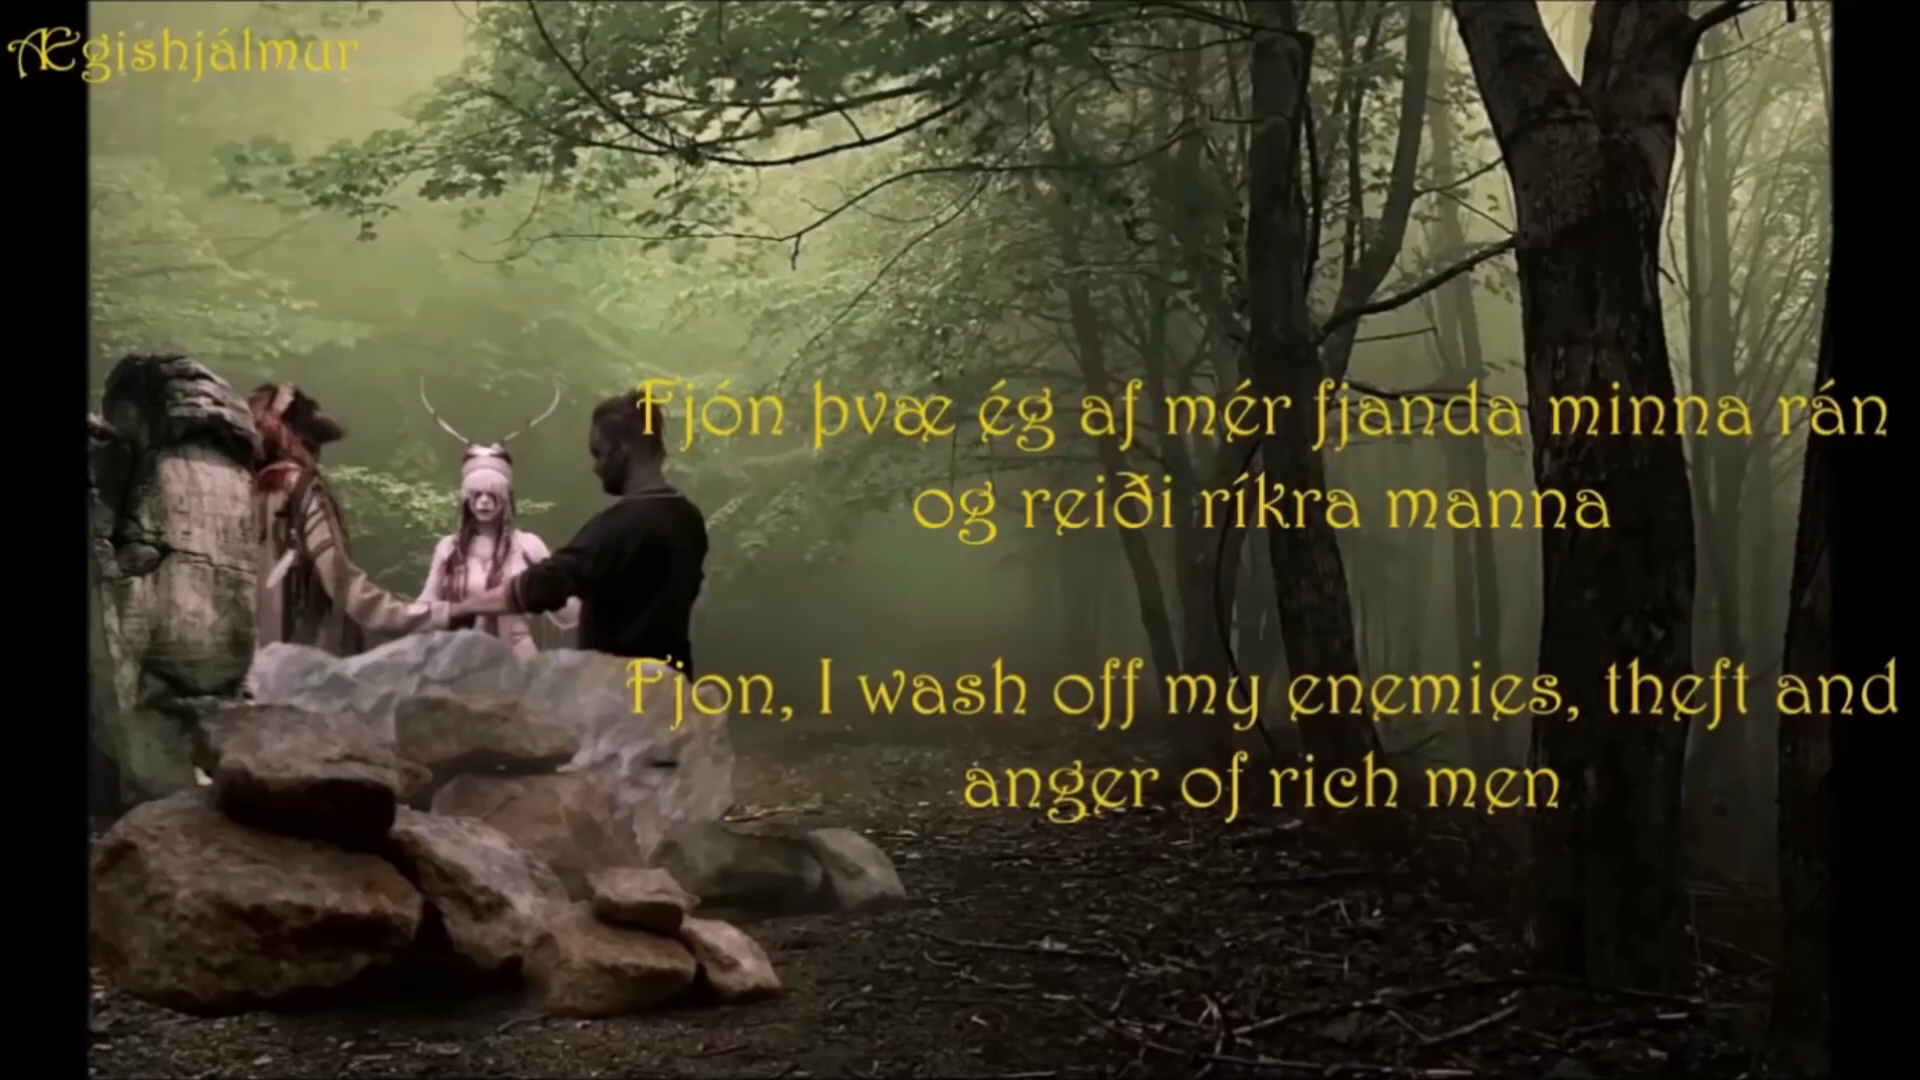 Ægishjálmur
Fjón þvæ ég af mér fjanda minna rán
og reiði ríkra manna
Fjon, I wash off my enemies, theft and
anger of rich men